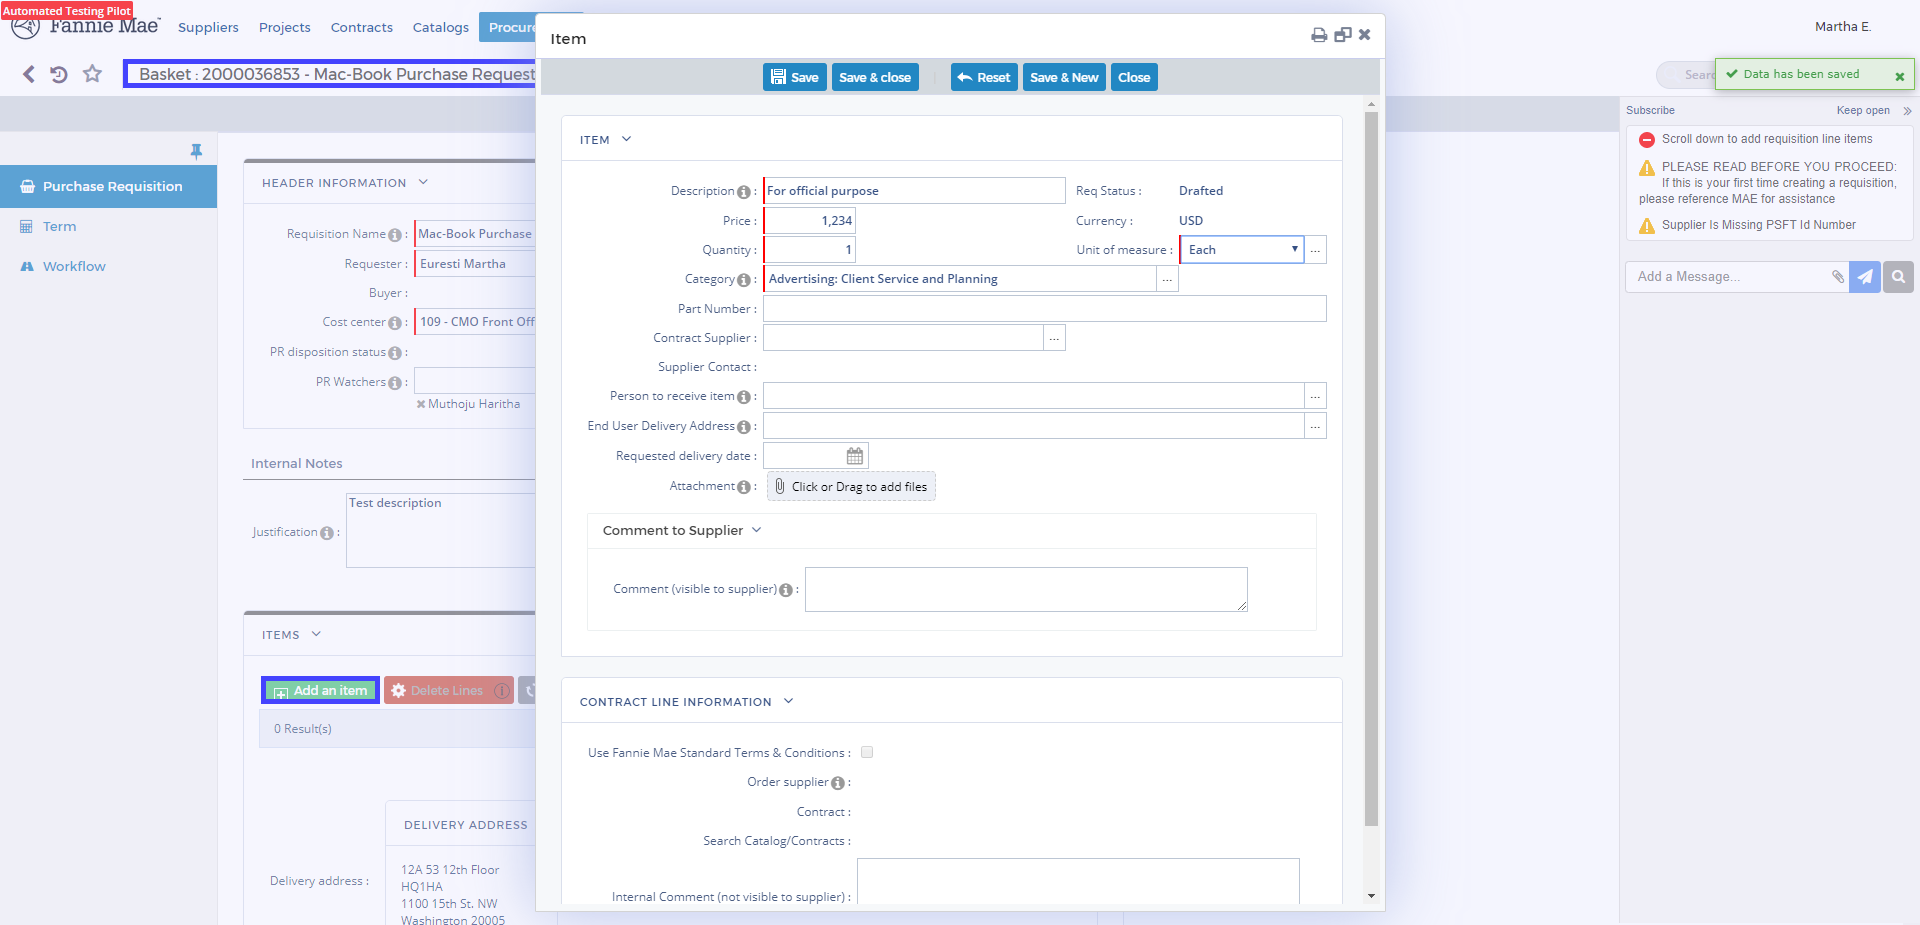 Automated Testing Pilot
Fannie Mae™
Suppliers
Projects
Contracts
Catalogs
Procure
Martha E.
Basket : 2000036853 - Mac-Book Purchase Request
Data has been saved
Subscribe
Keep open
Scroll down to add requisition line items
PLEASE READ BEFORE YOU PROCEED:
If this is your first time creating a requisition,
please reference MAE for assistance
Supplier Is Missing PSFT Id Number
Add a Message...
Purchase Requisition
Term
Workflow
HEADER INFORMATION
Requisition Name :
Mac-Book Purchase
Requester :
Euresti Martha
Buyer :
Cost center :
109 - CMO Front Off
PR disposition status :
PR Watchers :
Muthoju Haritha
Internal Notes
Justification :
Test description
ITEMS
Add an item
Delete Lines
0 Result(s)
DELIVERY ADDRESS
Delivery address :
12A 53 12th Floor
HQ1HA
1100 15th St. NW
Washington 20005
Item
Save
Save & close
Reset
Save & New
Close
ITEM
Description :
For official purpose
Req Status :
Drafted
Price :
1,234
Currency :
USD
Quantity :
1
Unit of measure :
Each
...
Category :
Advertising: Client Service and Planning
...
Part Number :
Contract Supplier :
...
Supplier Contact :
Person to receive item :
...
End User Delivery Address :
...
Requested delivery date :
Attachment :
Click or Drag to add files
Comment to Supplier
Comment (visible to supplier) :
CONTRACT LINE INFORMATION
Use Fannie Mae Standard Terms & Conditions :
Order supplier :
Contract :
Search Catalog/Contracts :
Internal Comment (not visible to supplier) :